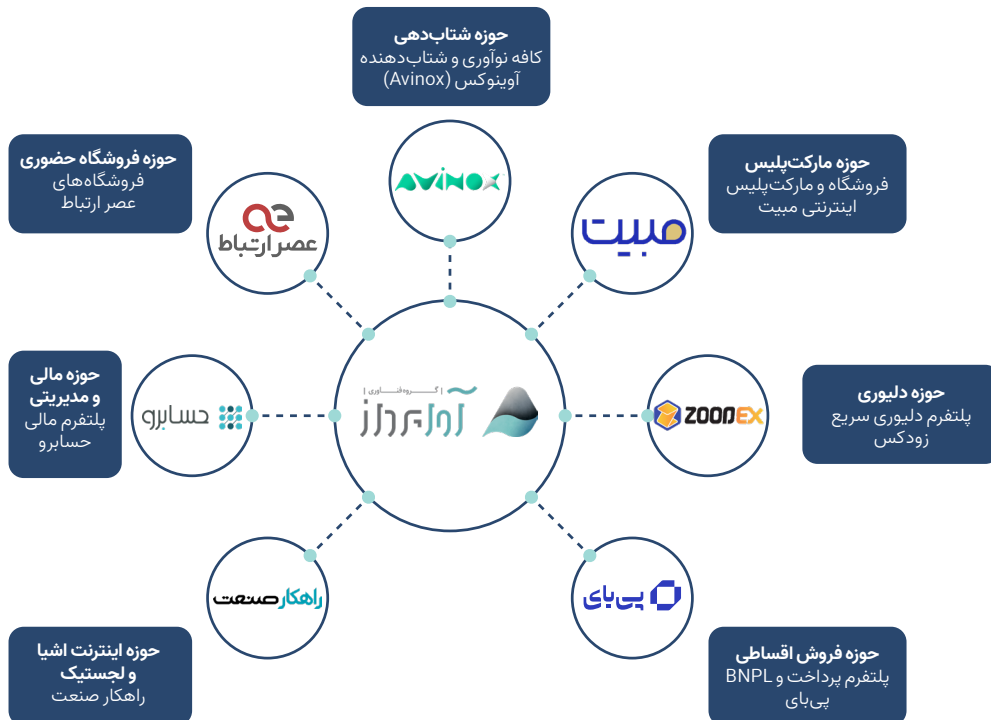 حوزه شتاب‌دهی
کافه نوآوری و شتاب‌دهنده
آوینوکس (Avinox)
AVINOX
حوزه مارکت‌پلیس
فروشگاه و مارکت‌پلیس
اینترنتی مبیت
مبیت
حوزه فروشگاه حضوری
فروشگاه‌های
عصر ارتباط
عصر ارتباط
حوزه دلیوری
پلتفرم دلیوری سریع
زودکس
ZOODEX
| گروه فناوری |
آواپرداز
حوزه مالی
و مدیریتی
پلتفرم مالی
حسابرو
حسابرو
حوزه فروش اقساطی
پلتفرم پرداخت و BNPL
پی‌بای
پی‌بای
حوزه اینترنت اشیا
و لجستیک
راهکار صنعت
راهکار صنعت